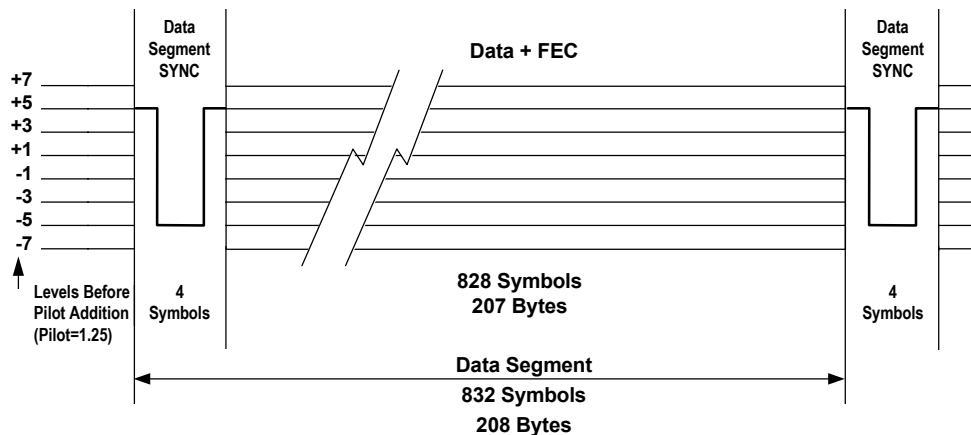 Data
Segment
SYNC
Data + FEC
Data
Segment
SYNC
+7
+5
+3
+1
-1
-3
-5
-7
Levels Before
Pilot Addition
(Pilot=1.25)
4
Symbols
828 Symbols
207 Bytes
4
Symbols
Data Segment
832 Symbols
208 Bytes